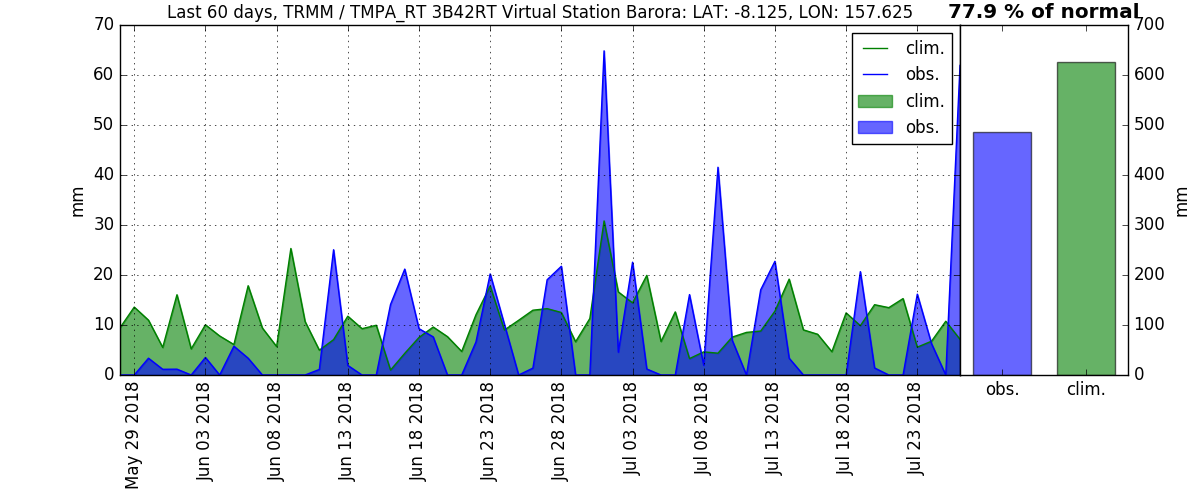 Last 60 days, TRMM / TMPA_RT 3B42RT Virtual Station Barora: LAT: -8.125, LON: 157.625
77.9 % of normal
70
60
50
40
30
20
10
0
mm
clim.
obs.
clim.
obs.
700
600
500
400
300
200
100
0
mm
May 29 2018
Jun 03 2018
Jun 08 2018
Jun 13 2018
Jun 18 2018
Jun 23 2018
Jun 28 2018
Jul 03 2018
Jul 08 2018
Jul 13 2018
Jul 18 2018
Jul 23 2018
obs.
clim.